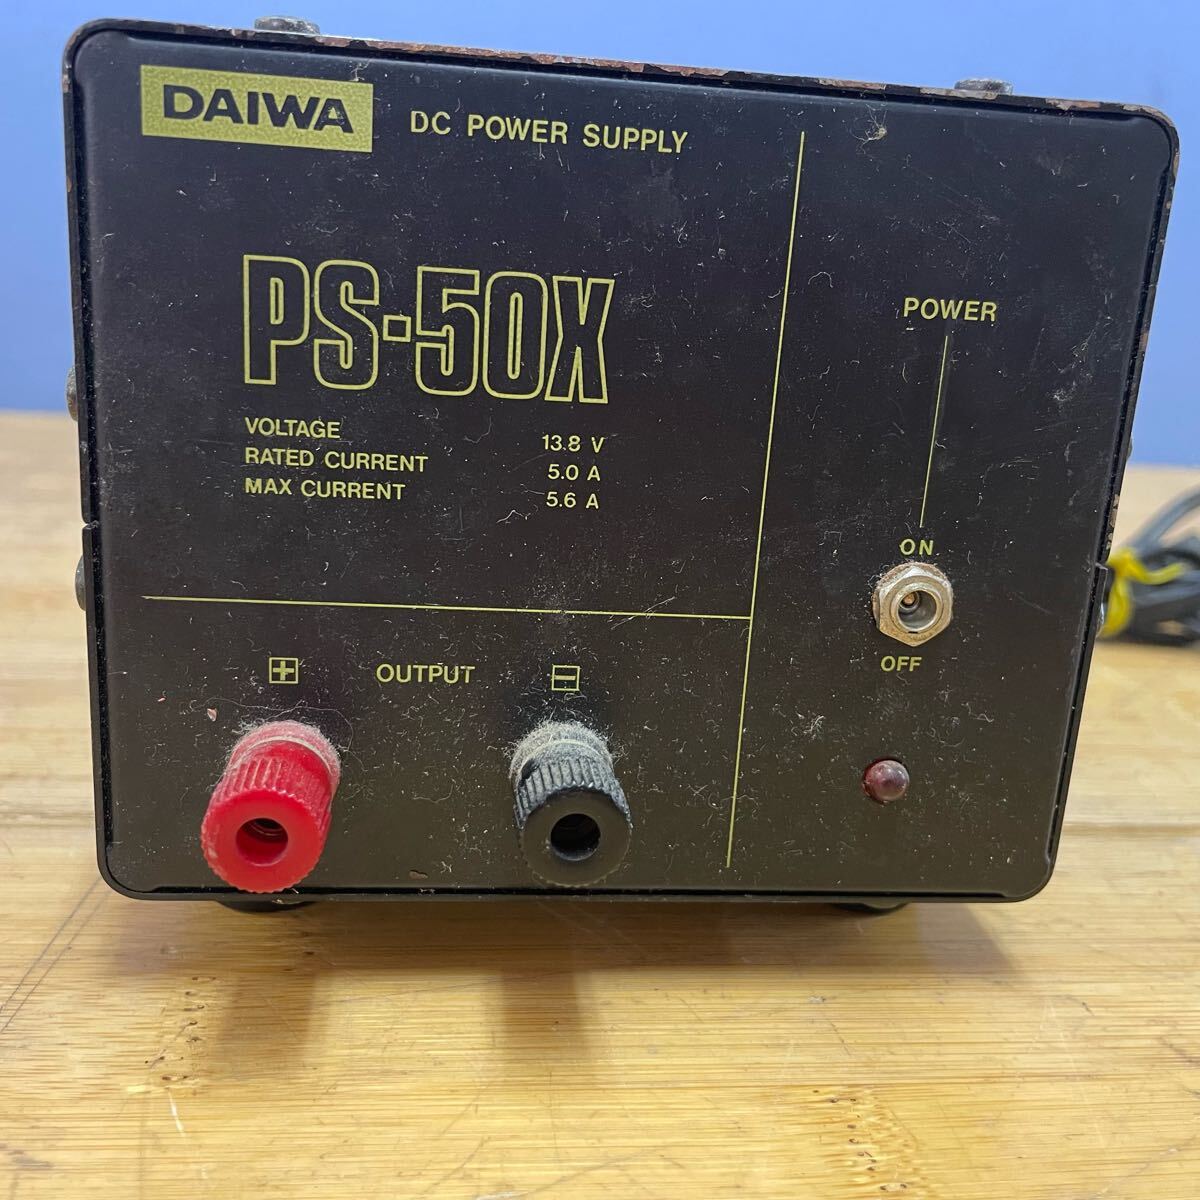 DAIWA DC POWER SUPPLY
PS-50X
VOLTAGE 13.8 V
RATED CURRENT 5.0 A
MAX CURRENT 5.6 A
POWER
ON
OFF
+ OUTPUT −